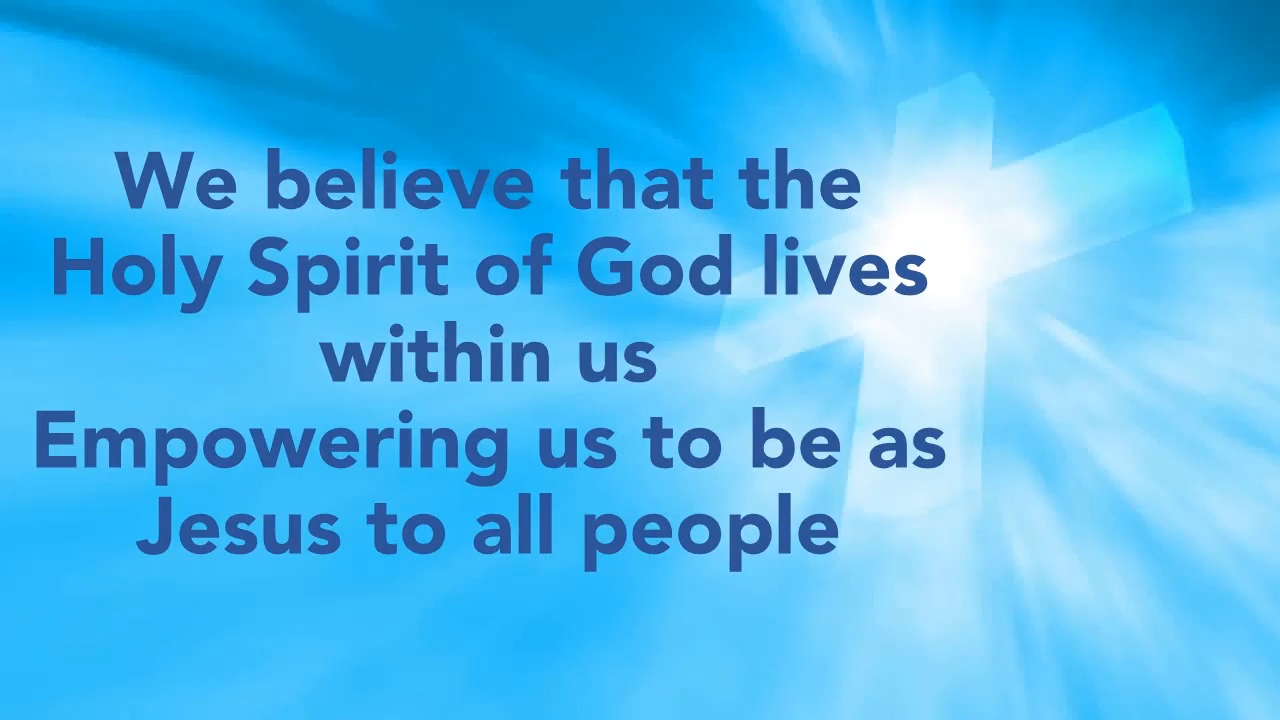 We believe that the
Holy Spirit of God lives
within us
Empowering us to be as
Jesus to all people